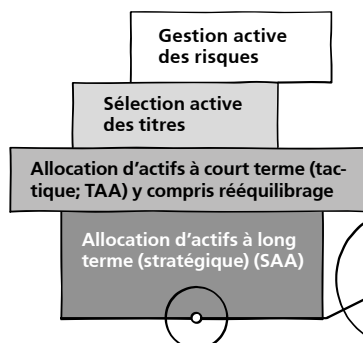 Gestion active
des risques
Sélection active
des titres
Allocation d'actifs à court terme (tac-
tique; TAA) y compris rééquilibrage
Allocation d'actifs à long
terme (stratégique) (SAA)